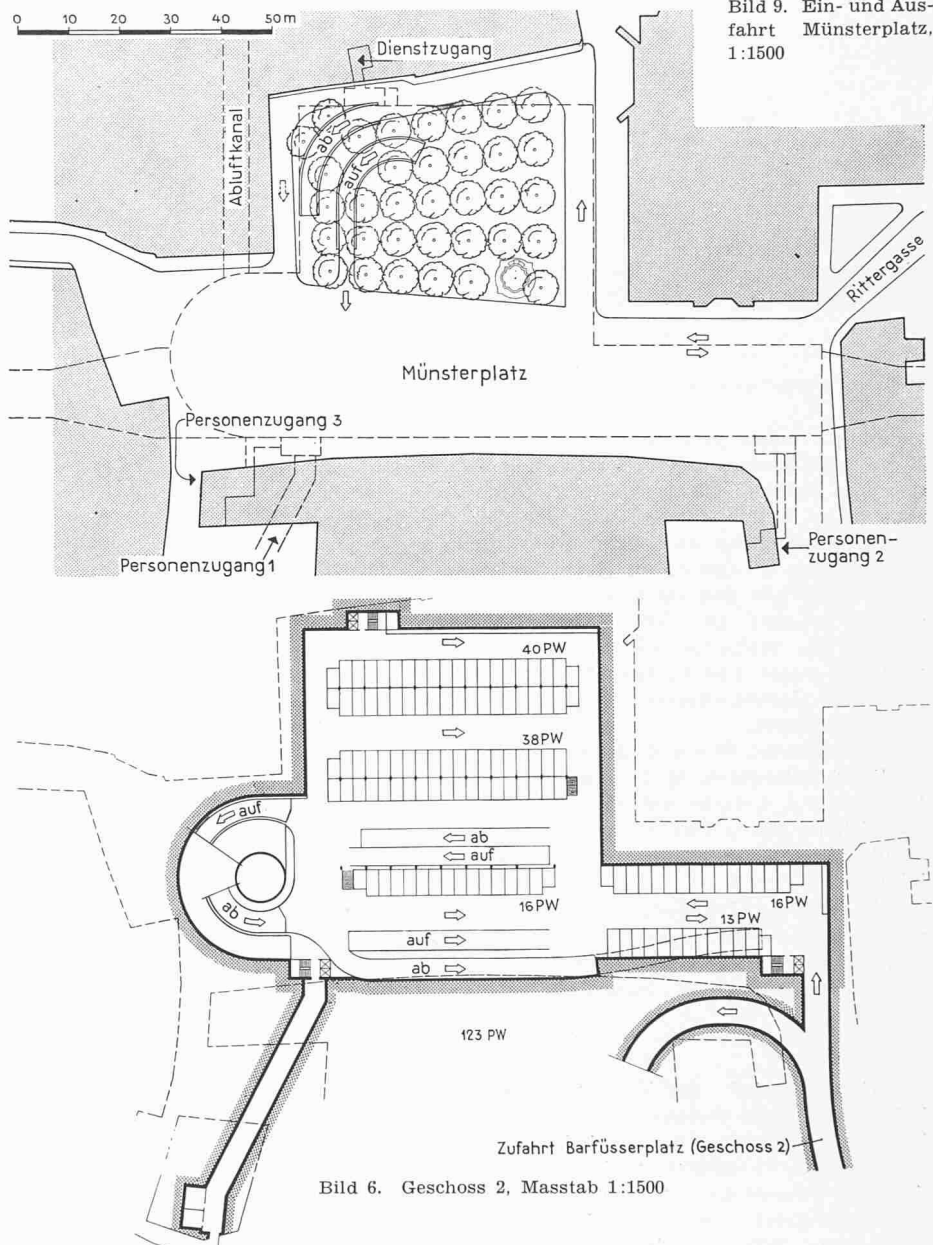 0 10 20 30 40 50 m
Bild 9. Ein- und Aus-
fahrt Münsterplatz,
1:1500
Dienstzugang
Abluftkanal
ab
auf
Rittergasse
Münsterplatz
Personenzugang 3
Personenzugang 1
Personen-
zugang 2
40 PW
38 PW
auf
ab
auf
ab
16 PW
16 PW
13 PW
auf
ab
123 PW
Zufahrt Barfüsserplatz (Geschoss 2)
Bild 6. Geschoss 2, Masstab 1:1500